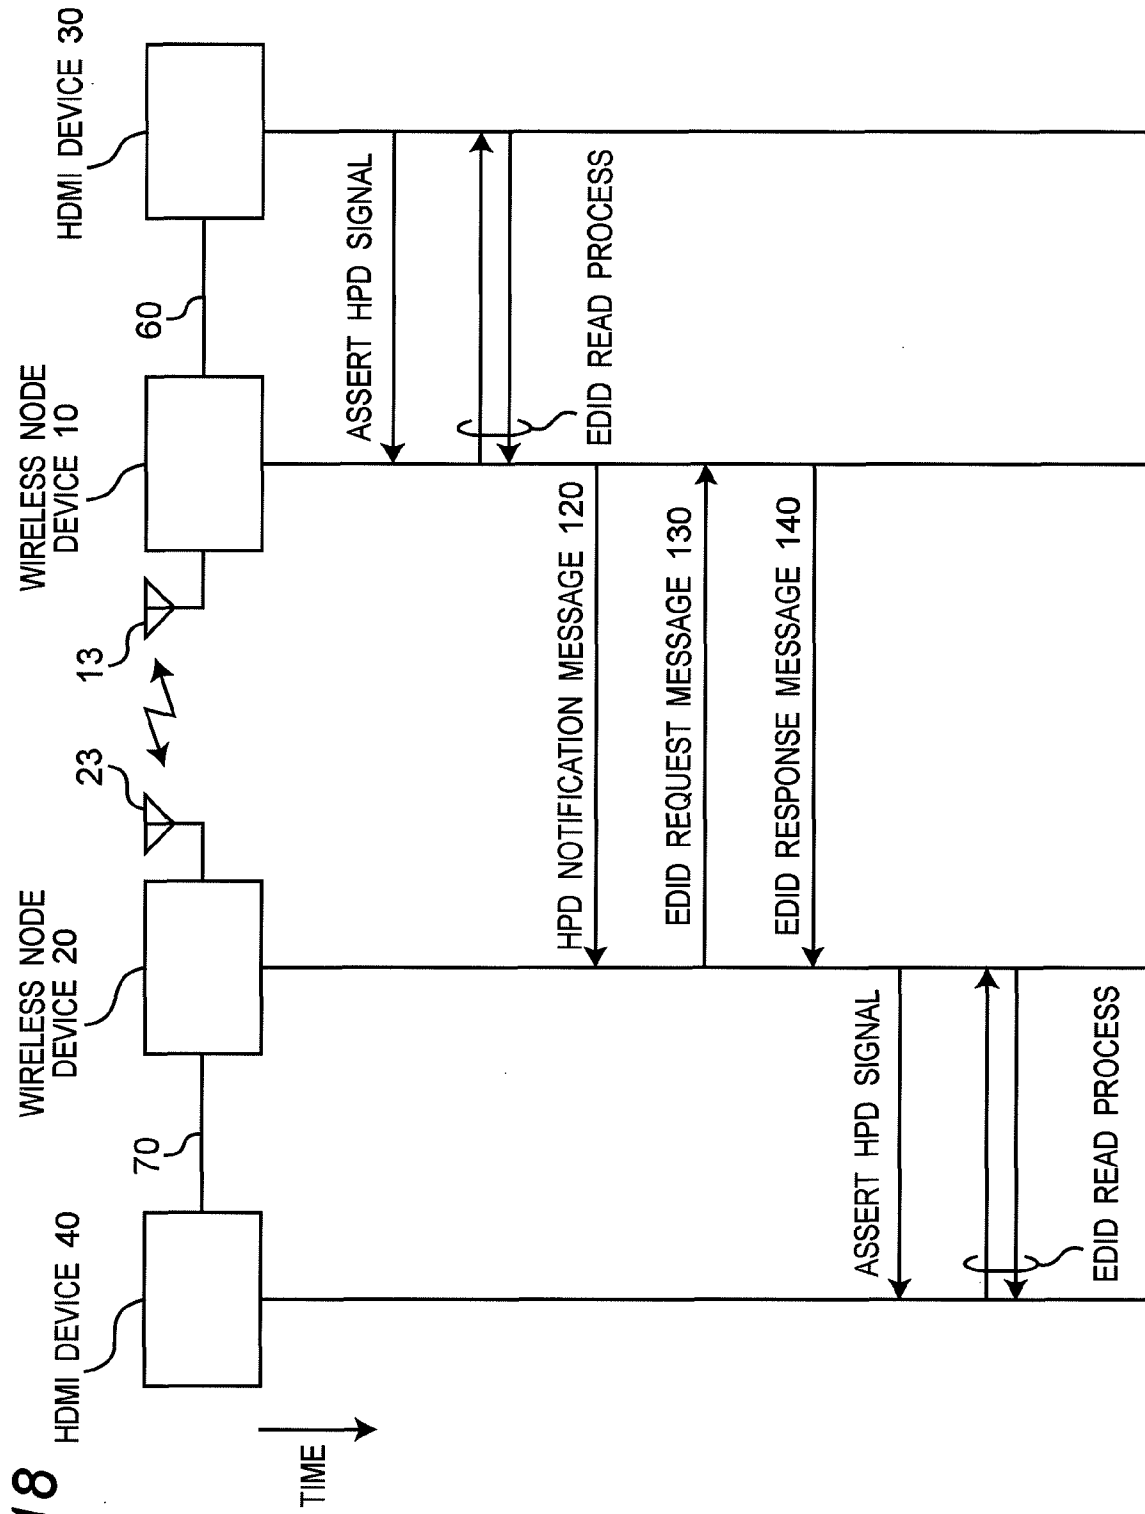 18
HDMI DEVICE 40
WIRELESS NODE
DEVICE 20
WIRELESS NODE
DEVICE 10
HDMI DEVICE 30
70
23
13
60
TIME
ASSERT HPD SIGNAL
EDID READ PROCESS
HPD NOTIFICATION MESSAGE 120
EDID REQUEST MESSAGE 130
EDID RESPONSE MESSAGE 140
ASSERT HPD SIGNAL
EDID READ PROCESS